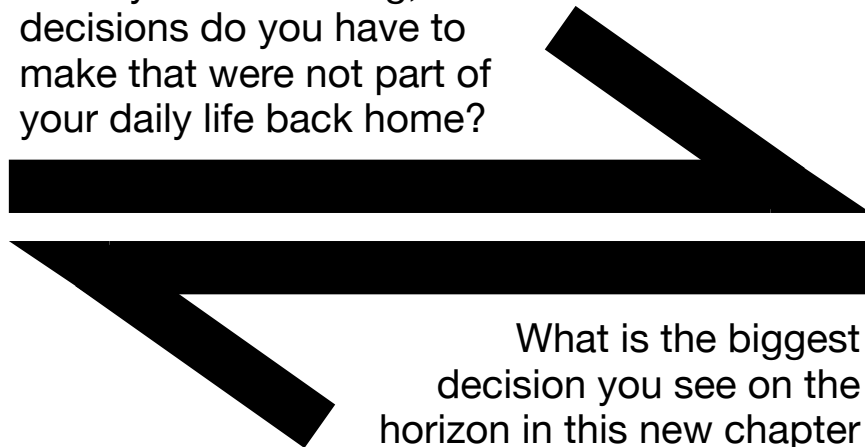 decisions do you have to
make that were not part of
your daily life back home?
What is the biggest
decision you see on the
horizon in this new chapter